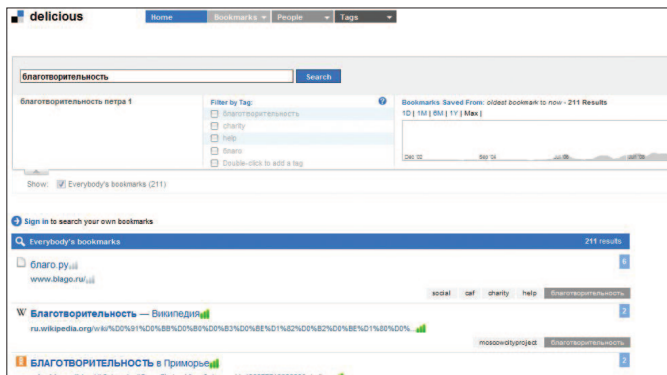 delicious
Home Bookmarks People Tags
благотворительность Search
благотворительность петра 1
Filter by Tag:
благотворительность
charity
help
благо
Double-click to add a tag
Bookmarks Saved From: oldest bookmark to now - 211 Results
1D | 1M | 6M | 1Y | Max |
Dec '02
Show: Everybody's bookmarks (211)
Sign in to search your own bookmarks
Everybody's bookmarks 211 results
благо.ру 6
www.blago.ru/
social caf charity help благотворительность
W Благотворительность — Википедия 2
ru.wikipedia.org/wiki/%D0%91%D0%BB%D0%B0%D0%B3%D0%BE%D1%82%D0%B2%D0%BE%D1%80%D0%...
moscowcityproject благотворительность
БЛАГОТВОРИТЕЛЬНОСТЬ в Приморье 2